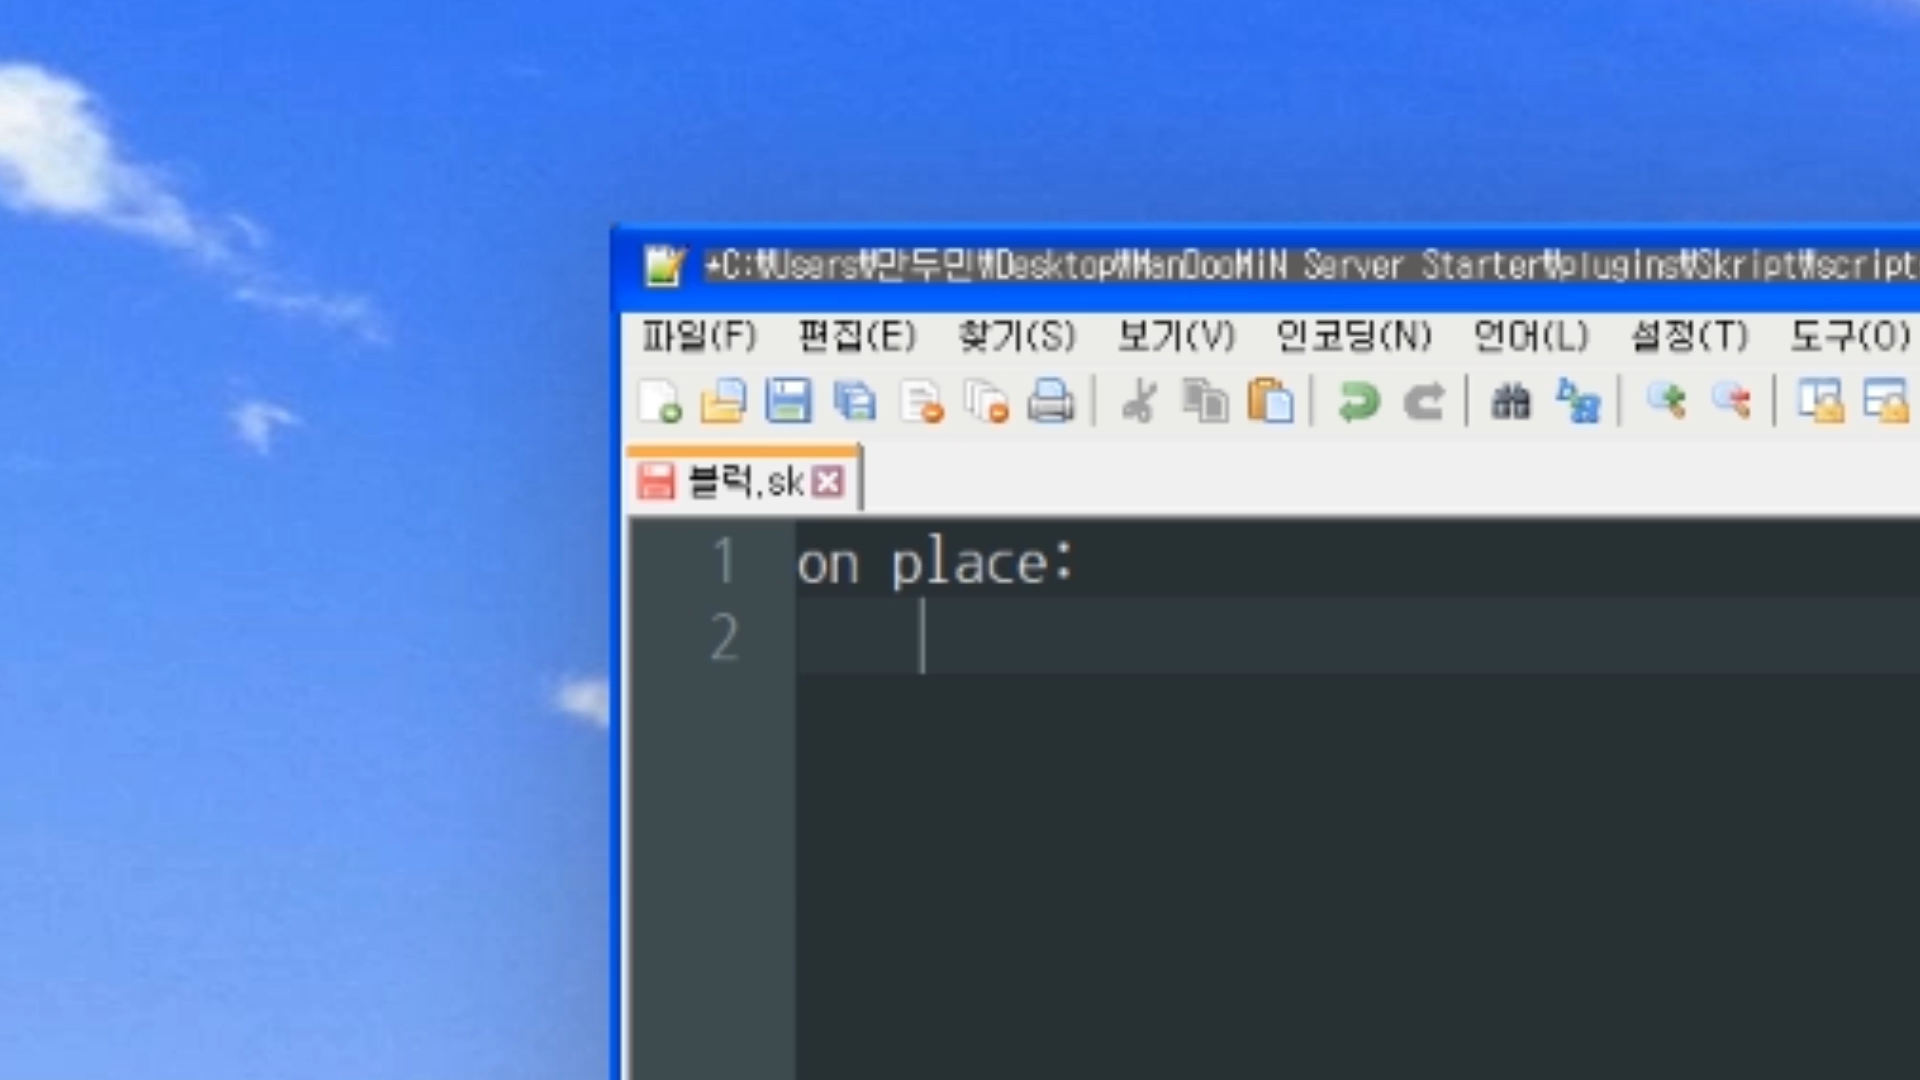 *C:\Users\만두민\Desktop\ManDooMiN Server Starter\plugins\Skript\script
파일(F) 편집(E) 찾기(S) 보기(V) 인코딩(N) 언어(L) 설정(T) 도구(O)
블럭.sk
1 on place:
2